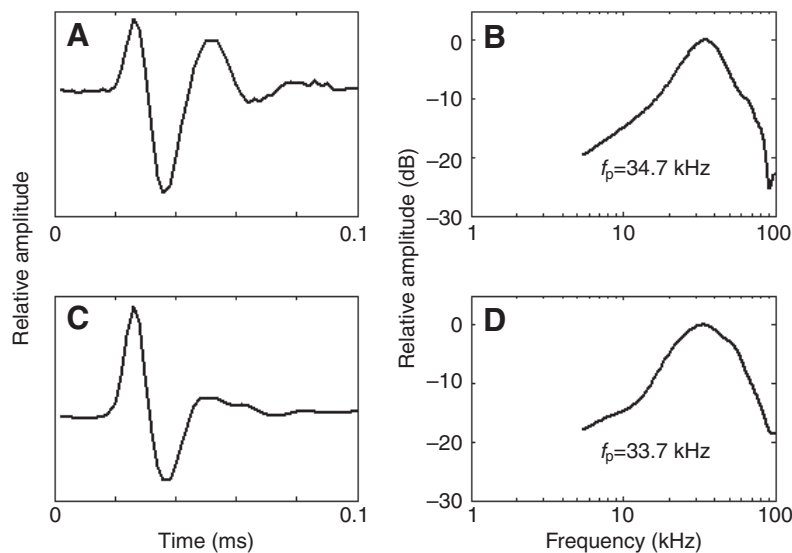 A
0
0.1
B
0
–10
–20
–30
1
10
100
fp=34.7 kHz
Relative amplitude
Relative amplitude (dB)
C
0
0.1
Time (ms)
D
0
–10
–20
–30
1
10
100
fp=33.7 kHz
Frequency (kHz)